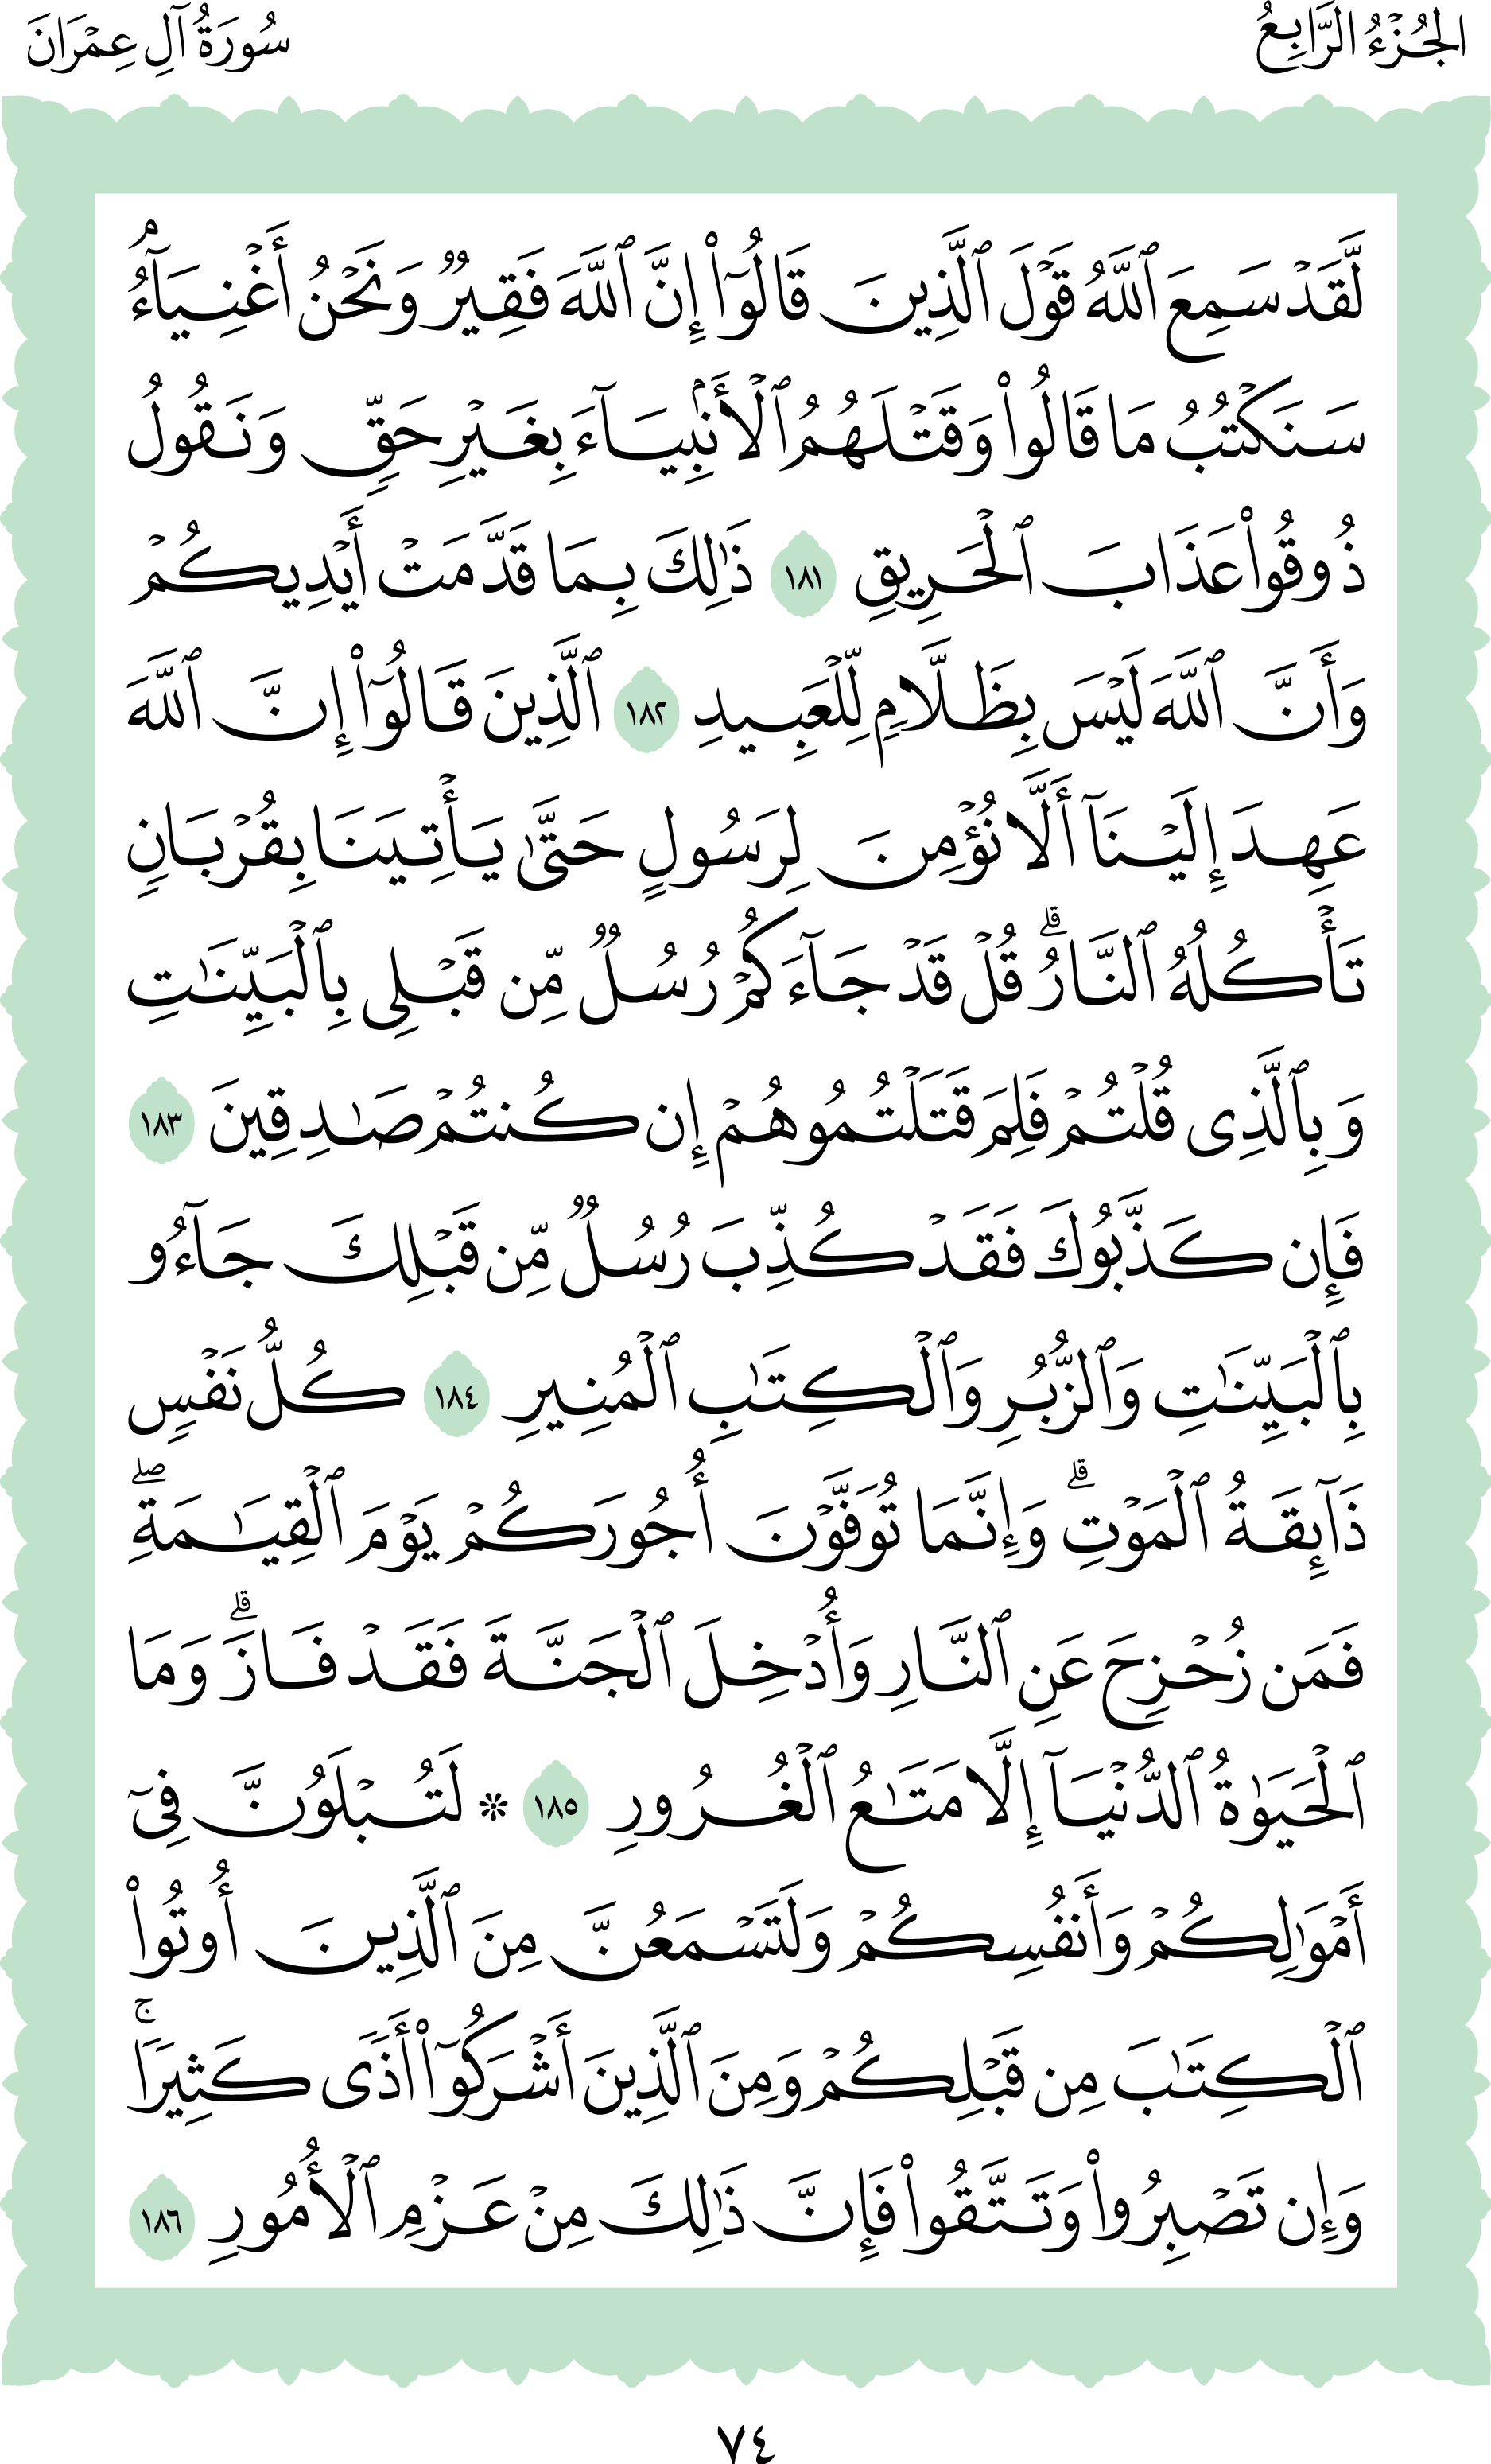 الجُزْءُ الرَّابِعُ
سُورَةُ آلِ عِمْرَانَ
لَّقَدْ سَمِعَ ٱللَّهُ قَوْلَ ٱلَّذِينَ قَالُوٓا۟ إِنَّ ٱللَّهَ فَقِيرٌ وَنَحْنُ أَغْنِيَآءُ ۘ
سَنَكْتُبُ مَا قَالُوا۟ وَقَتْلَهُمُ ٱلْأَنۢبِيَآءَ بِغَيْرِ حَقٍّ وَنَقُولُ
ذُوقُوا۟ عَذَابَ ٱلْحَرِيقِ ١٨١ ذَٰلِكَ بِمَا قَدَّمَتْ أَيْدِيكُمْ
وَأَنَّ ٱللَّهَ لَيْسَ بِظَلَّامٍ لِّلْعَبِيدِ ١٨٢ ٱلَّذِينَ قَالُوٓا۟ إِنَّ ٱللَّهَ
عَهِدَ إِلَيْنَآ أَلَّا نُؤْمِنَ لِرَسُولٍ حَتَّىٰ يَأْتِيَنَا بِقُرْبَانٍ
تَأْكُلُهُ ٱلنَّارُ ۗ قُلْ قَدْ جَآءَكُمْ رُسُلٌ مِّن قَبْلِى بِٱلْبَيِّنَٰتِ
وَبِٱلَّذِى قُلْتُمْ فَلِمَ قَتَلْتُمُوهُمْ إِن كُنتُمْ صَٰدِقِينَ ١٨٣
فَإِن كَذَّبُوكَ فَقَدْ كُذِّبَ رُسُلٌ مِّن قَبْلِكَ جَآءُو
بِٱلْبَيِّنَٰتِ وَٱلزُّبُرِ وَٱلْكِتَٰبِ ٱلْمُنِيرِ ١٨٤ كُلُّ نَفْسٍ
ذَآئِقَةُ ٱلْمَوْتِ ۗ وَإِنَّمَا تُوَفَّوْنَ أُجُورَكُمْ يَوْمَ ٱلْقِيَٰمَةِ ۖ
فَمَن زُحْزِحَ عَنِ ٱلنَّارِ وَأُدْخِلَ ٱلْجَنَّةَ فَقَدْ فَازَ ۗ وَمَا
ٱلْحَيَوٰةُ ٱلدُّنْيَآ إِلَّا مَتَٰعُ ٱلْغُرُورِ ١٨٥ * لَتُبْلَوُنَّ فِىٓ
أَمْوَٰلِكُمْ وَأَنفُسِكُمْ وَلَتَسْمَعُنَّ مِنَ ٱلَّذِينَ أُوتُوا۟
ٱلْكِتَٰبَ مِن قَبْلِكُمْ وَمِنَ ٱلَّذِينَ أَشْرَكُوٓا۟ أَذًى كَثِيرًا ۚ
وَإِن تَصْبِرُوا۟ وَتَتَّقُوا۟ فَإِنَّ ذَٰلِكَ مِنْ عَزْمِ ٱلْأُمُورِ ١٨٦
٧٤